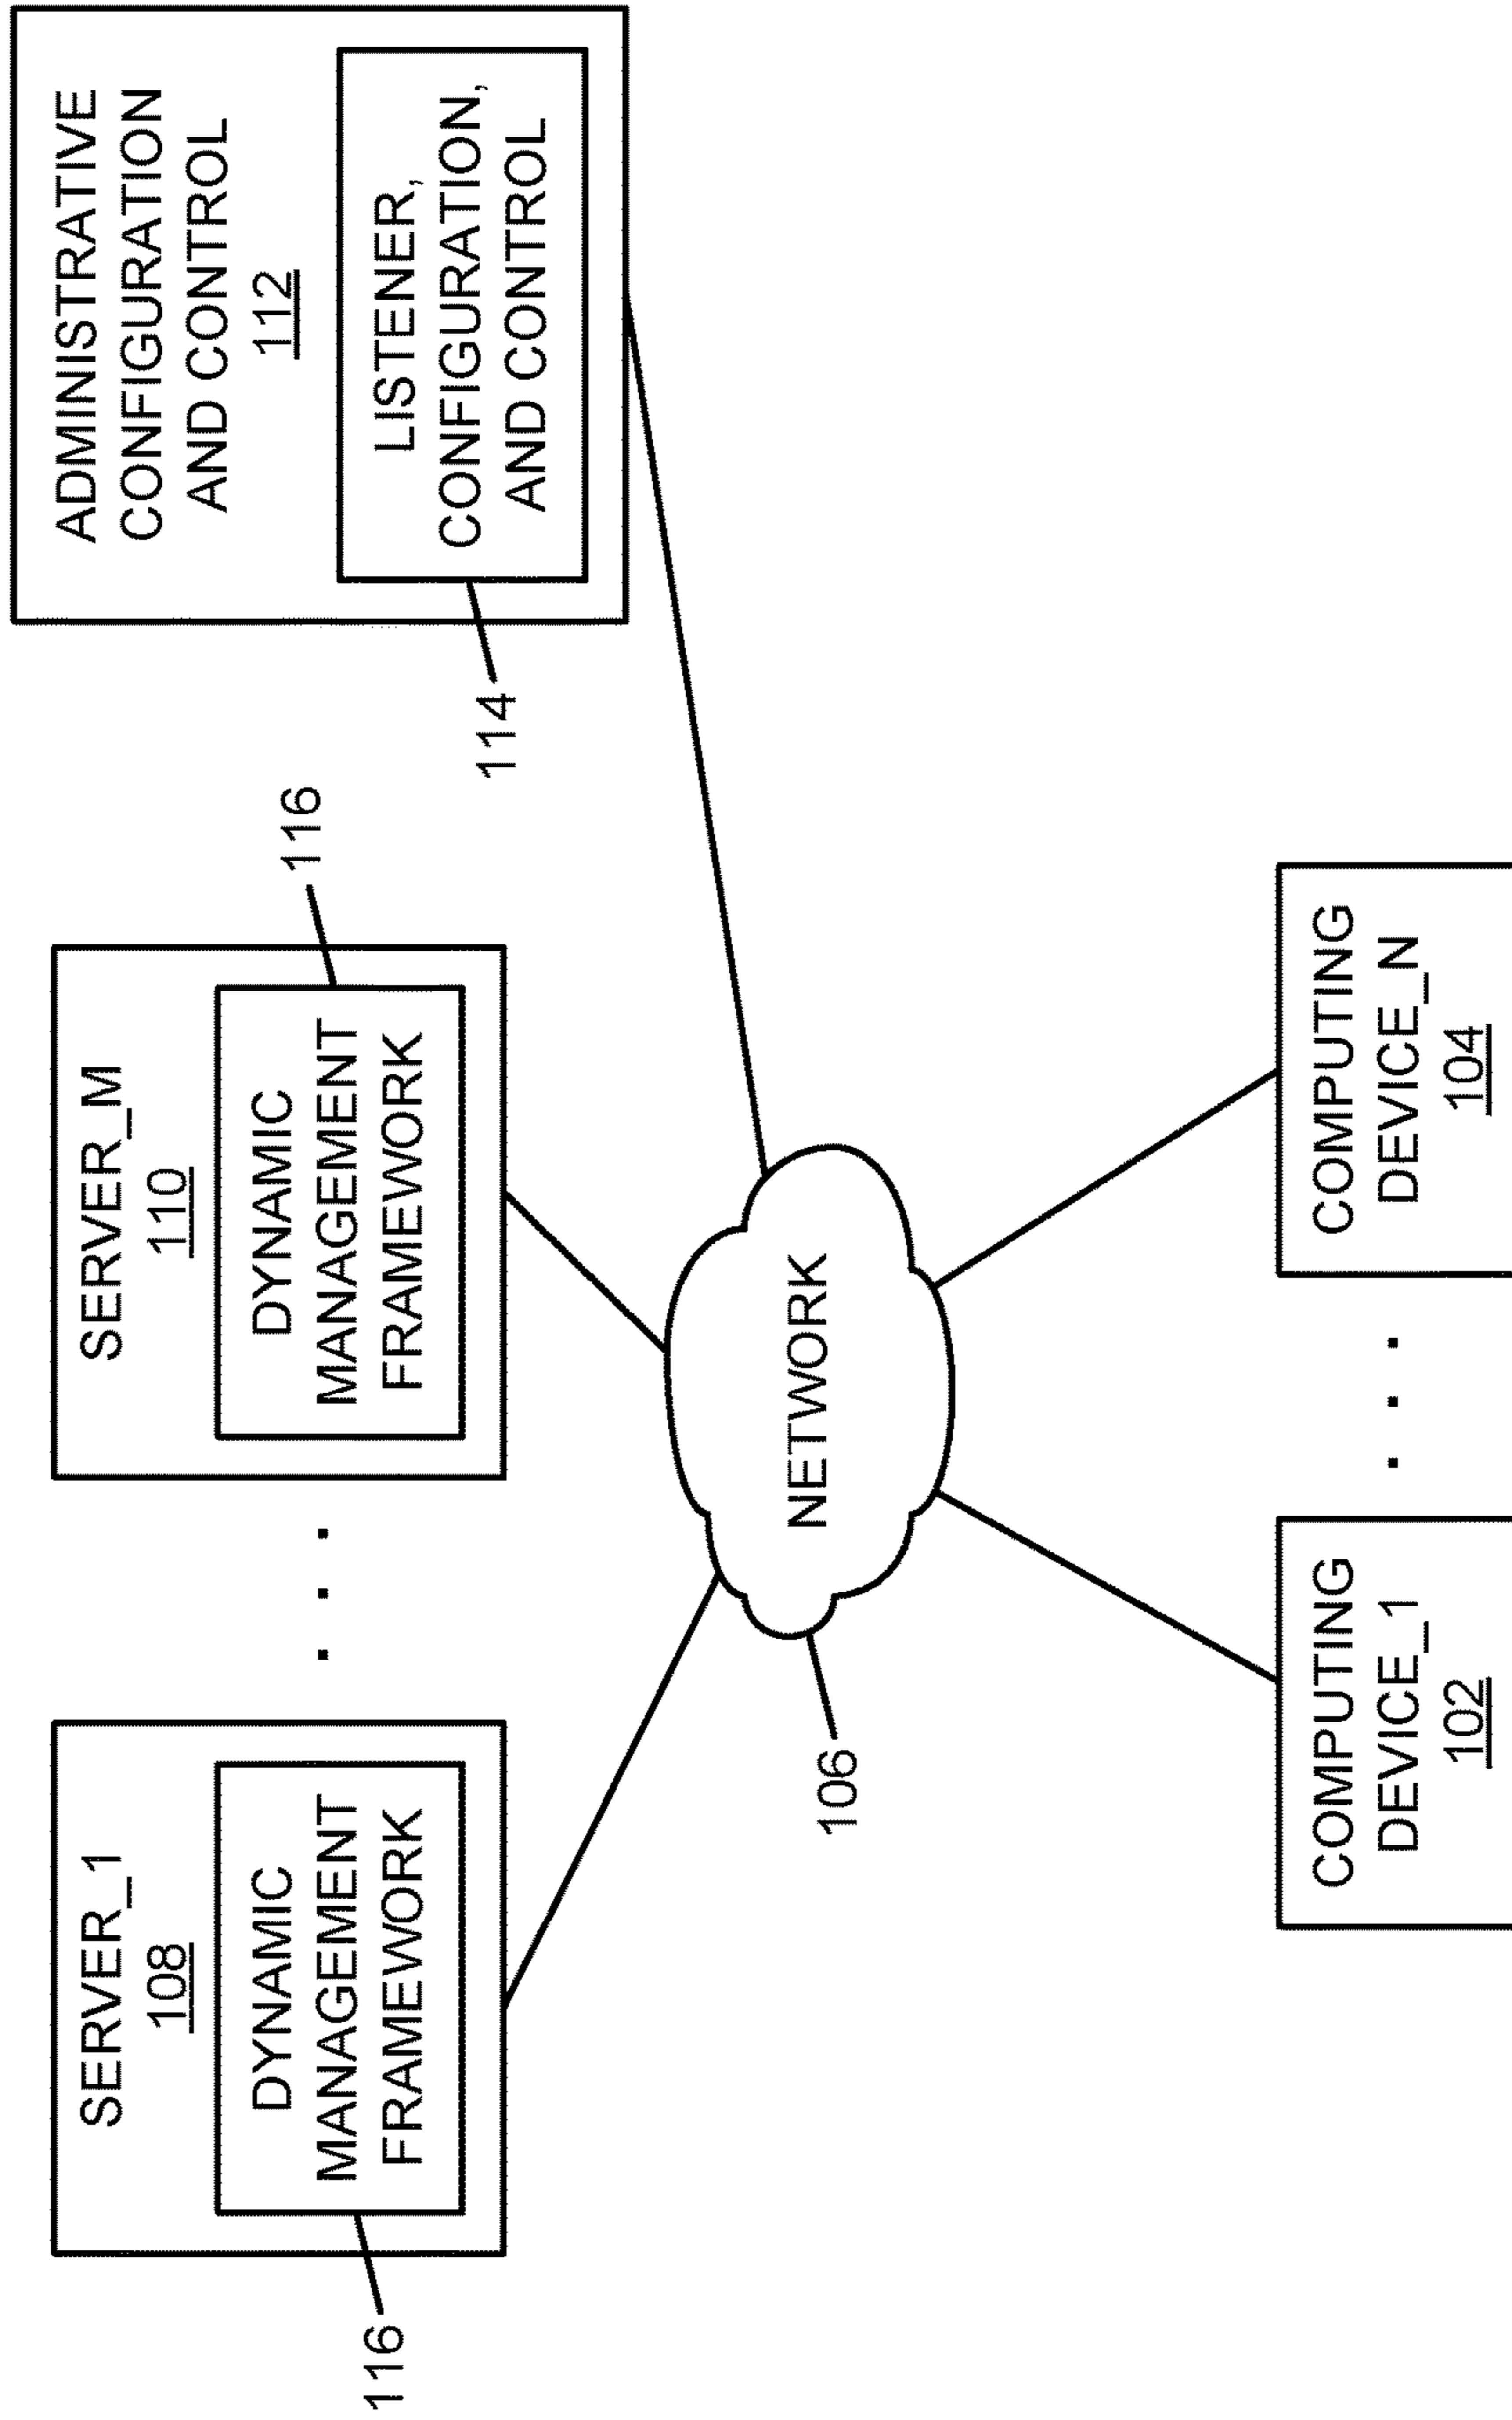 SERVER_1
108
DYNAMIC
MANAGEMENT
FRAMEWORK
116
SERVER_M
110
DYNAMIC
MANAGEMENT
FRAMEWORK
116
ADMINISTRATIVE
CONFIGURATION
AND CONTROL
112
LISTENER,
CONFIGURATION,
AND CONTROL
114
NETWORK
106
COMPUTING
DEVICE_1
102
COMPUTING
DEVICE_N
104